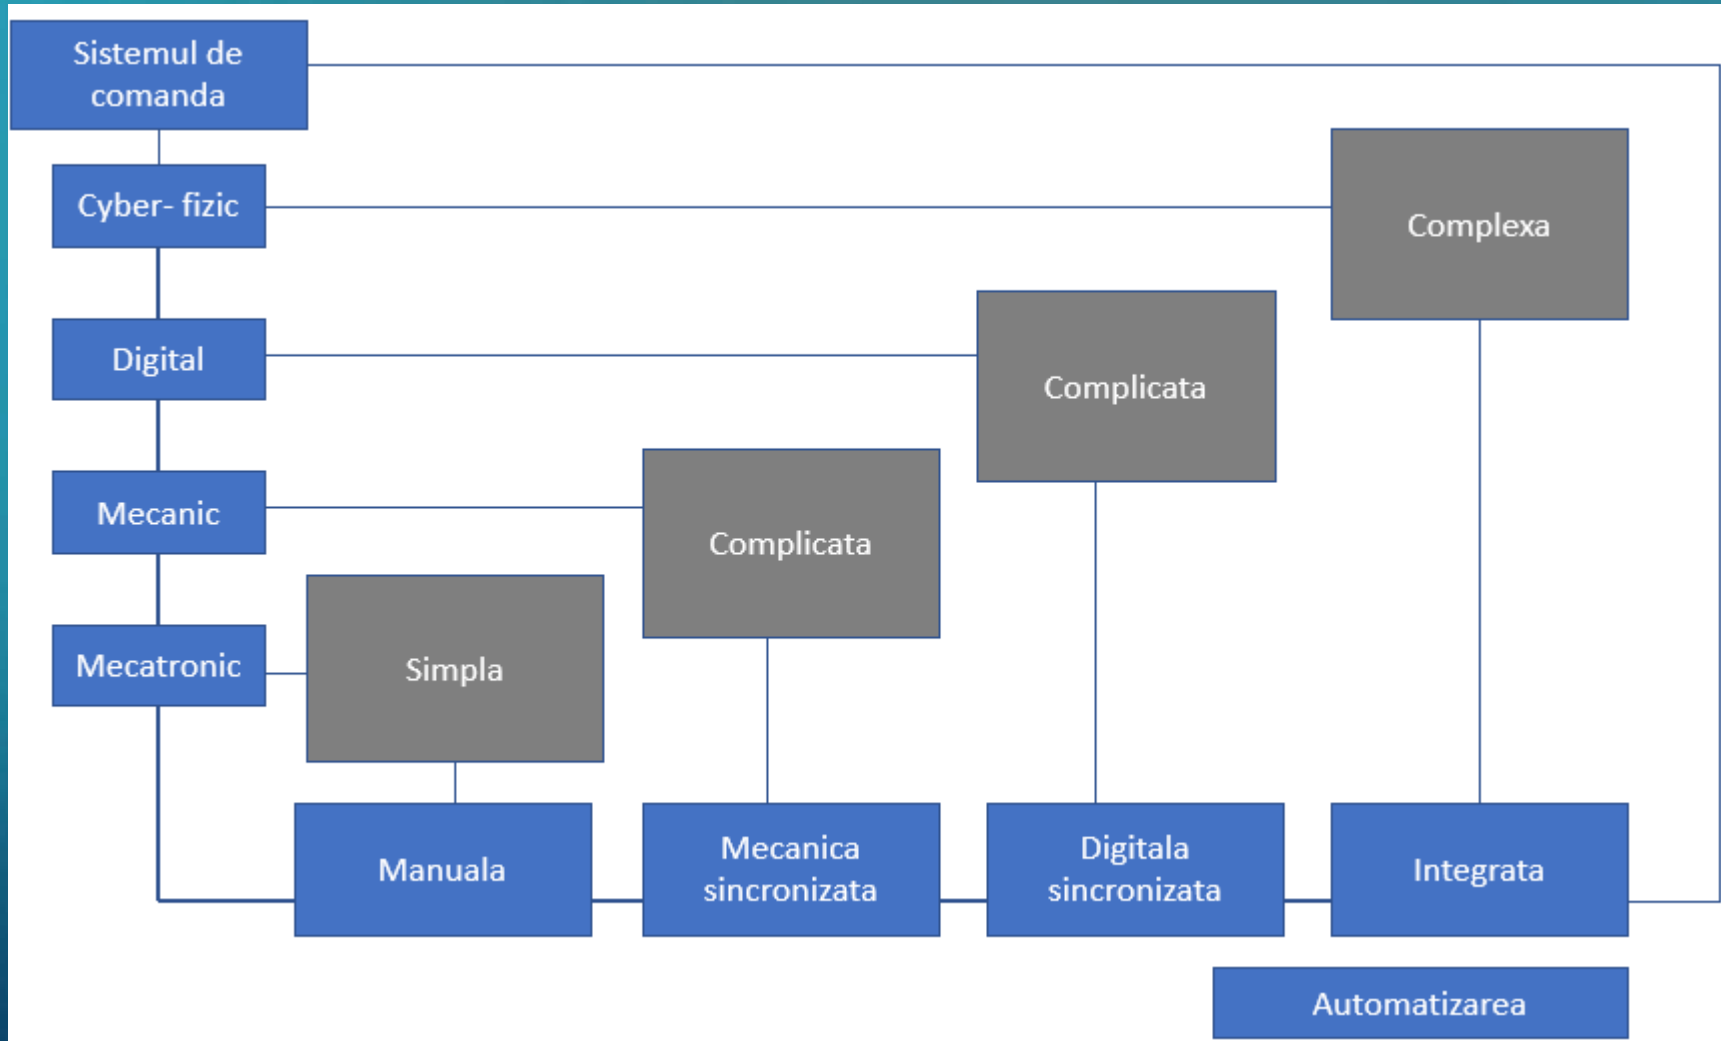 Sistemul de
comanda
Cyber- fizic
Complexa
Digital
Complicata
Mecanic
Complicata
Mecatronic
Simpla
Manuala
Mecanica
sincronizata
Digitala
sincronizata
Integrata
Automatizarea